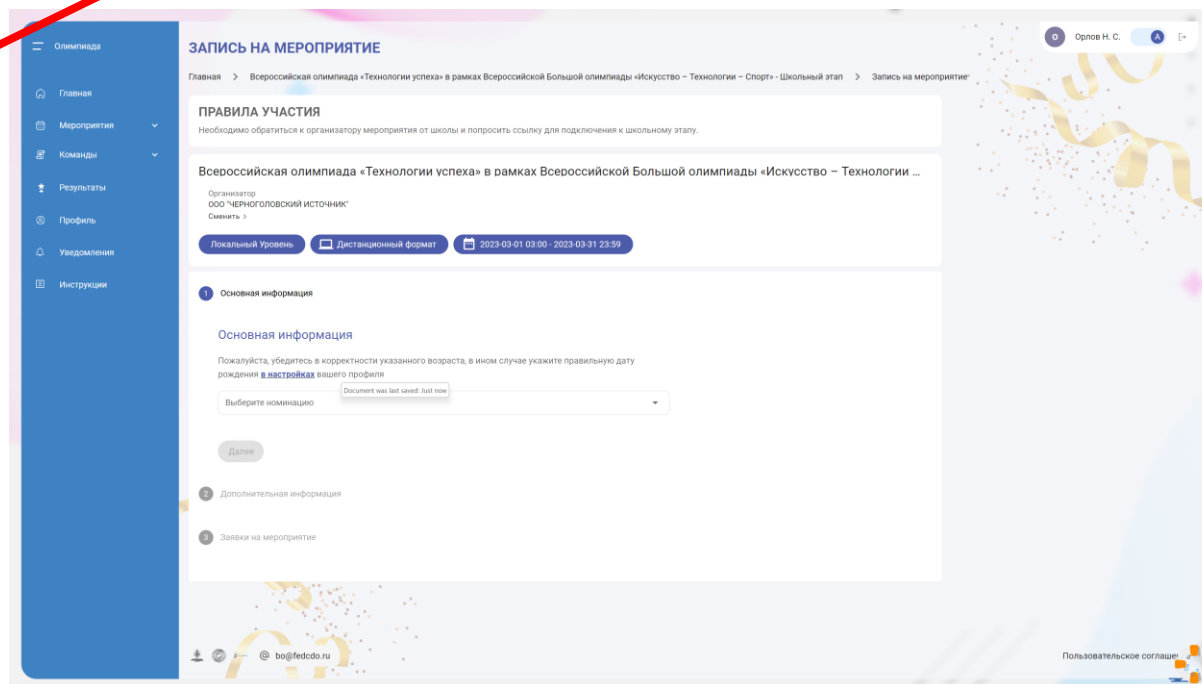 Олимпиада
Главная
Мероприятия
Команды
Результаты
Профиль
Уведомления
Инструкции
ЗАПИСЬ НА МЕРОПРИЯТИЕ
О Орлов Н. С. A
Главная > Всероссийская олимпиада «Технологии успеха» в рамках Всероссийской Большой олимпиады «Искусство – Технологии – Спорт» - Школьный этап > Запись на мероприятие
ПРАВИЛА УЧАСТИЯ
Необходимо обратиться к организатору мероприятия от школы и попросить ссылку для подключения к школьному этапу.
Всероссийская олимпиада «Технологии успеха» в рамках Всероссийской Большой олимпиады «Искусство – Технологии ...
Организатор
ООО "ЧЕРНОГОЛОВСКИЙ ИСТОЧНИК"
Сменить >
Локальный Уровень Дистанционный формат 2023-03-01 03:00 - 2023-03-31 23:59
1 Основная информация
Основная информация
Пожалуйста, убедитесь в корректности указанного возраста, в ином случае укажите правильную дату
рождения в настройках вашего профиля
Document was last saved: Just now
Выберите номинацию
Далее
2 Дополнительная информация
3 Заявки на мероприятие
@ bo@fedcdo.ru
Пользовательское соглаше